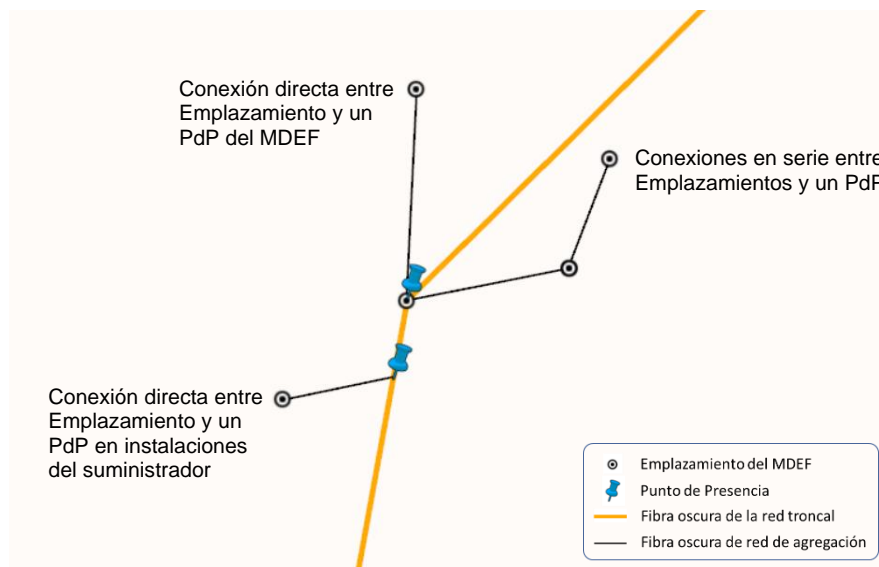 Conexión directa entre
Emplazamiento y un
PdP del MDEF
Conexiones en serie entre
Emplazamientos y un PdP
Conexión directa entre
Emplazamiento y un
PdP en instalaciones
del suministrador
Emplazamiento del MDEF
Punto de Presencia
Fibra oscura de la red troncal
Fibra oscura de red de agregación